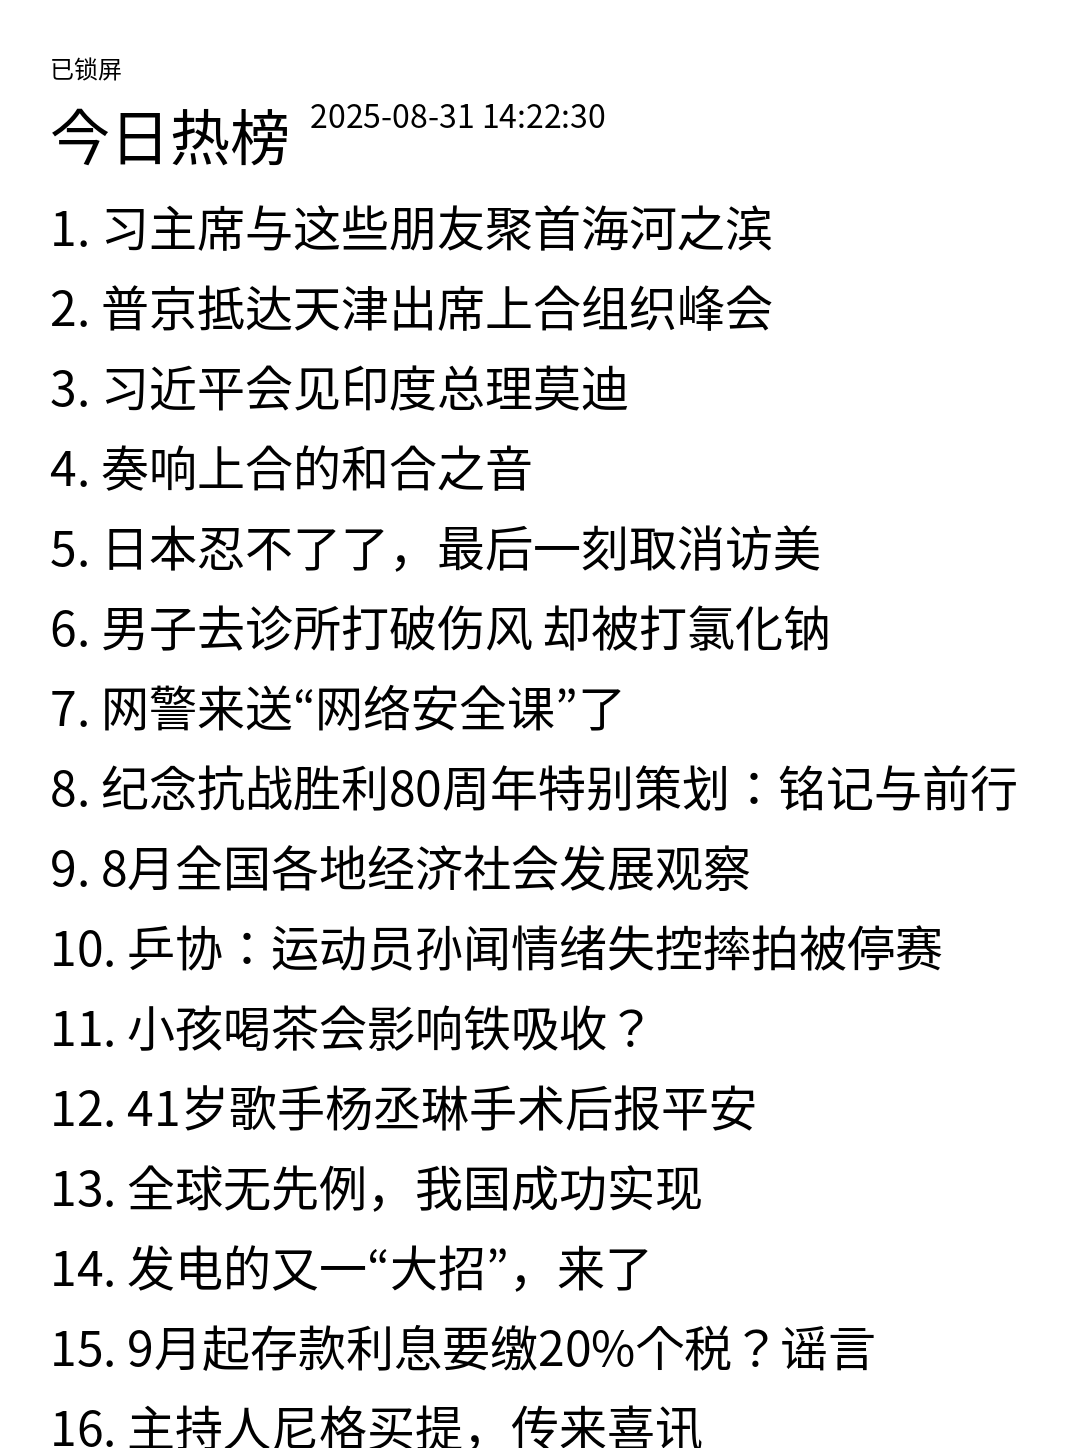 已锁屏
今日热榜 2025-08-31 14:22:30
1. 习主席与这些朋友聚首海河之滨
2. 普京抵达天津出席上合组织峰会
3. 习近平会见印度总理莫迪
4. 奏响上合的和合之音
5. 日本忍不了了，最后一刻取消访美
6. 男子去诊所打破伤风 却被打氯化钠
7. 网警来送“网络安全课”了
8. 纪念抗战胜利80周年特别策划：铭记与前行
9. 8月全国各地经济社会发展观察
10. 乒协：运动员孙闻情绪失控摔拍被停赛
11. 小孩喝茶会影响铁吸收？
12. 41岁歌手杨丞琳手术后报平安
13. 全球无先例，我国成功实现
14. 发电的又一“大招”，来了
15. 9月起存款利息要缴20%个税？谣言
16. 主持人尼格买提，传来喜讯